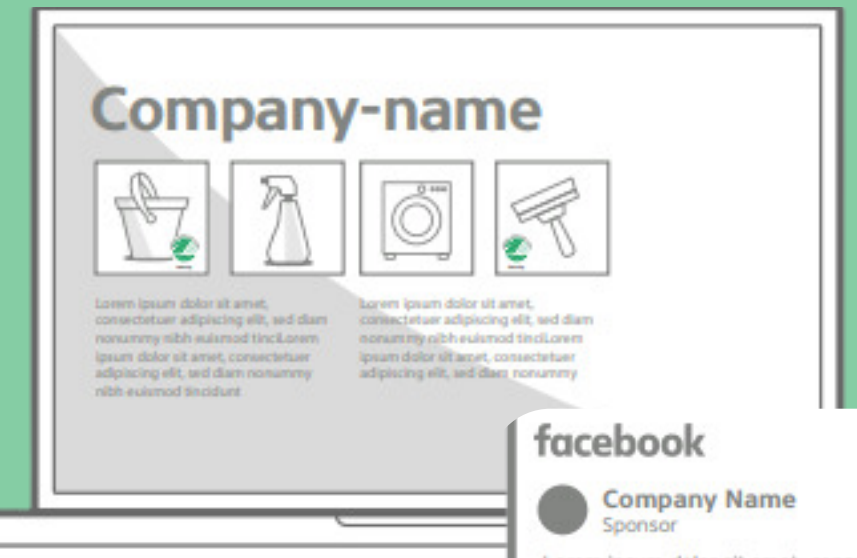 Company-name
Lorem ipsum dolor sit amet,
consectetuer adipiscing elit, sed diam
nonummy nibh euismod tinciLorem
ipsum dolor sit amet, consectetuer
adipiscing elit, sed diam nonummy
nibh euismod tincidunt
Lorem ipsum dolor sit amet,
consectetuer adipiscing elit, sed diam
nonummy nibh euismod tinciLorem
ipsum dolor sit amet, consectetuer
adipiscing elit, sed diam nonummy
facebook
Company Name
Sponsor